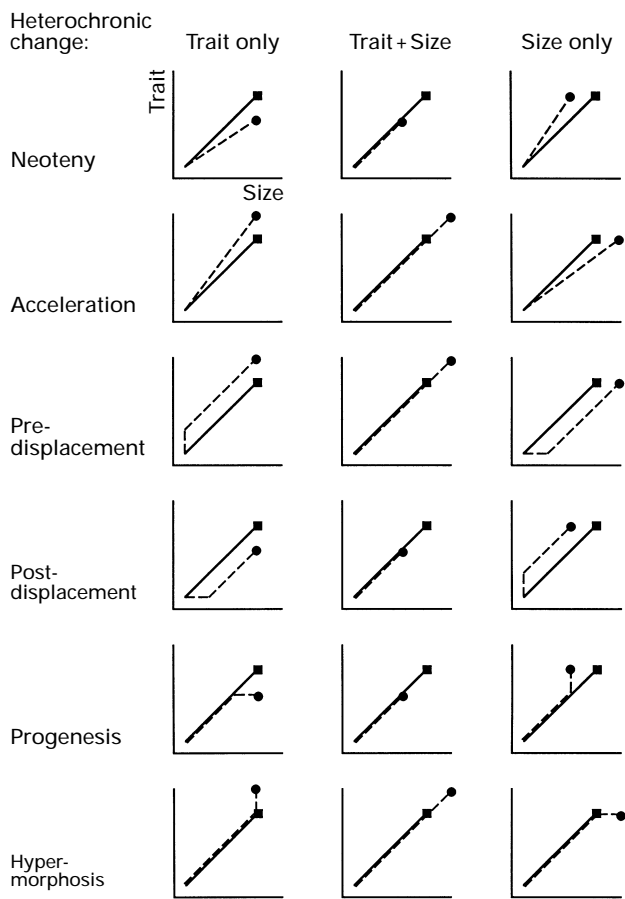 Heterochronic
change:
Trait only
Trait + Size
Size only
Trait
Neoteny
Size
Acceleration
Pre-
displacement
Post-
displacement
Progenesis
Hyper-
morphosis